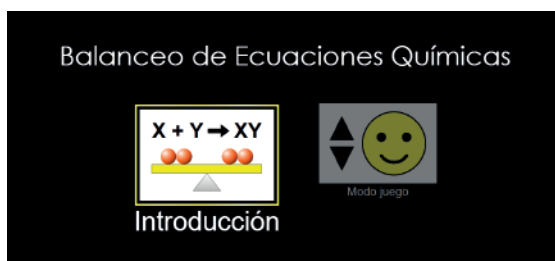 Balanceo de Ecuaciones Químicas
X + Y → XY
Introducción
Modo juego